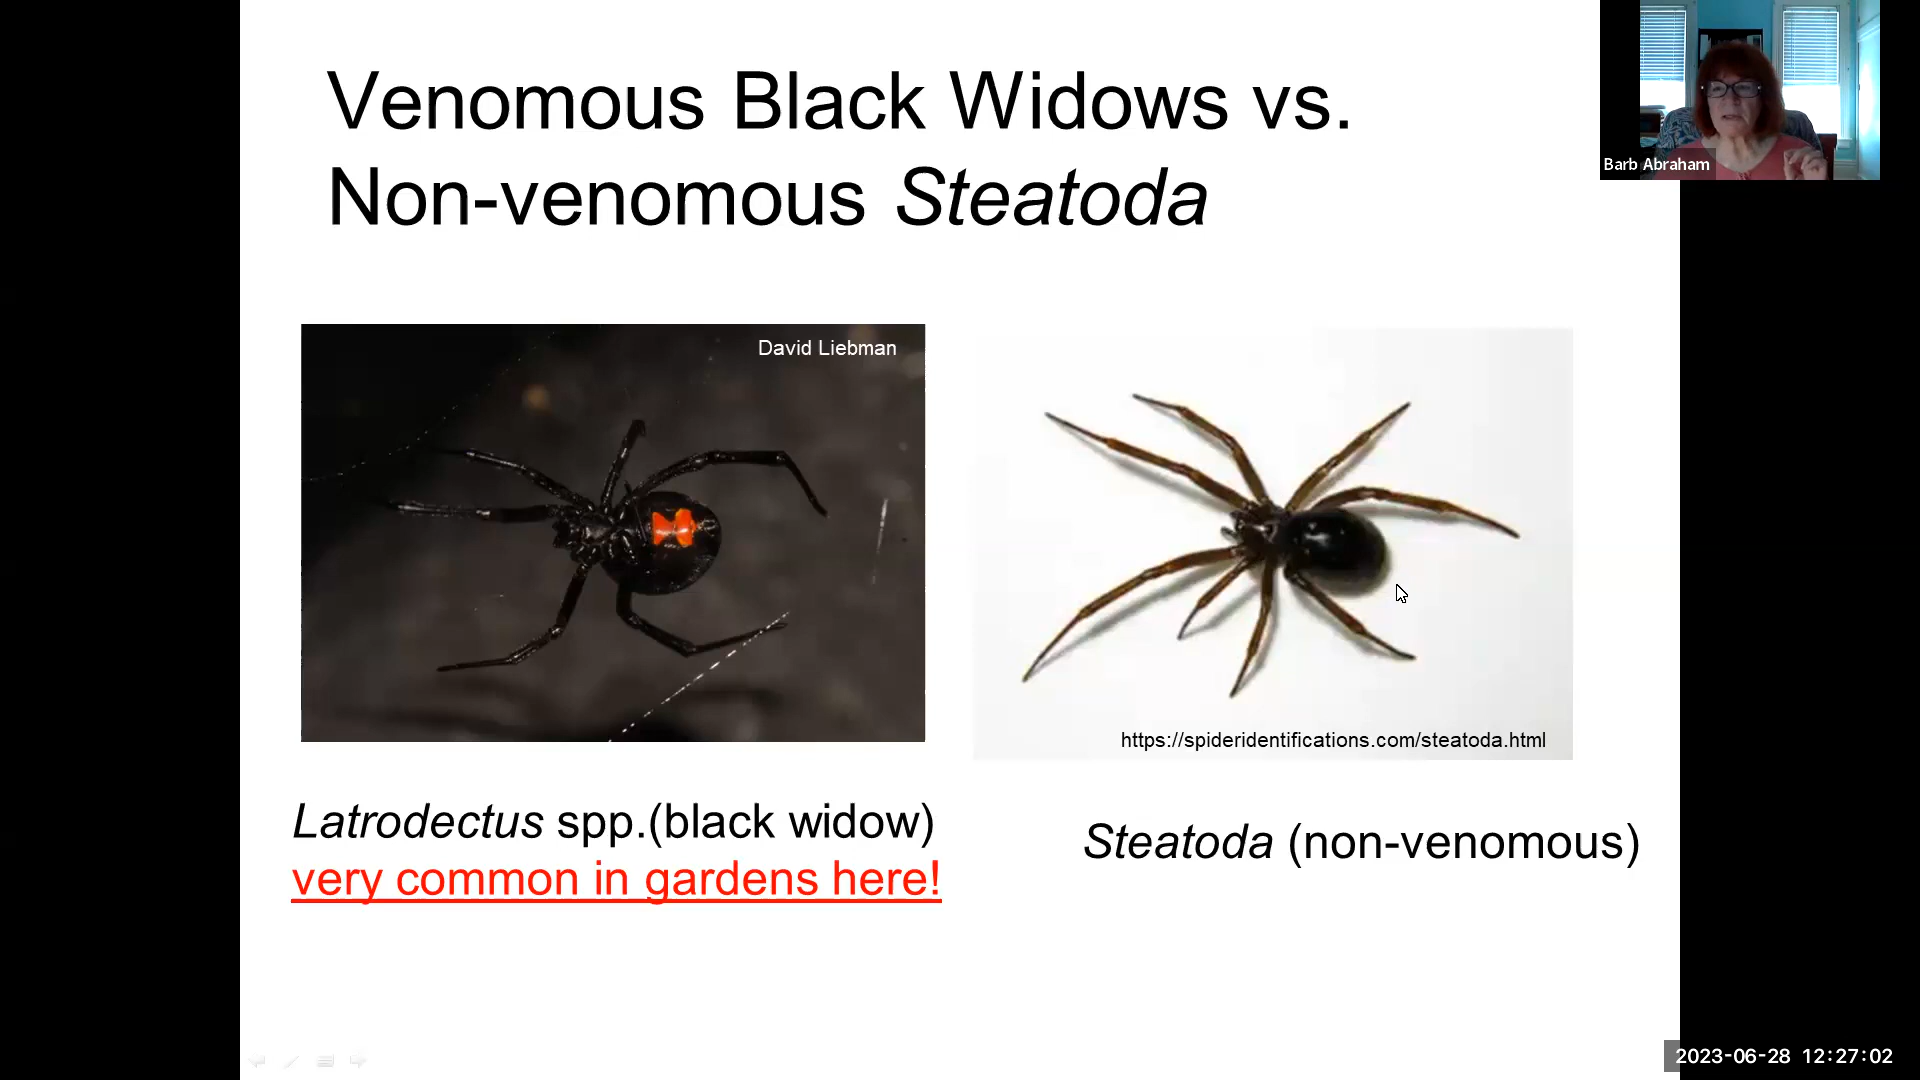 Venomous Black Widows vs.
Non-venomous Steatoda
Barb Abraham
David Liebman
https://spideridentifications.com/steatoda.html
Latrodectus spp.(black widow)
very common in gardens here!
Steatoda (non-venomous)
2023-06-28 12:27:02